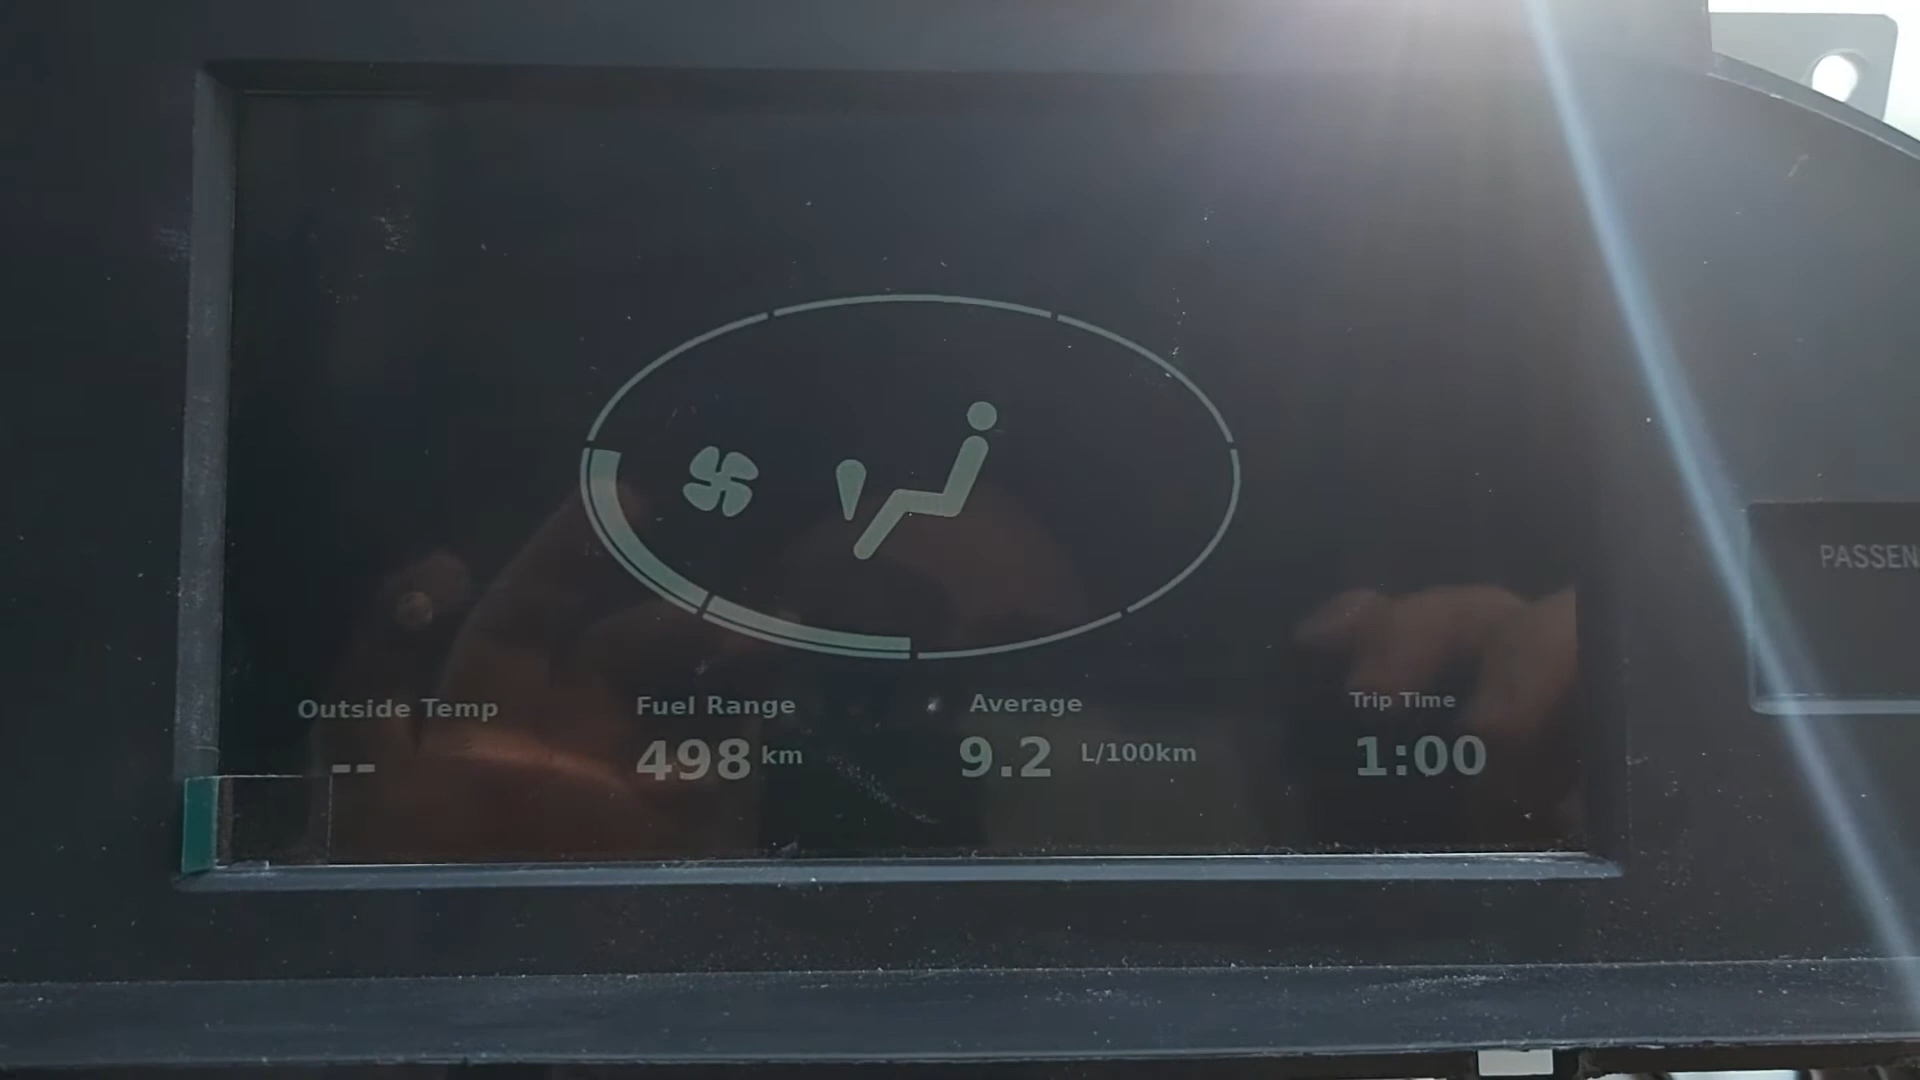 PASSEN
Outside Temp
--
Fuel Range
498 km
Average
9.2 L/100km
Trip Time
1:00